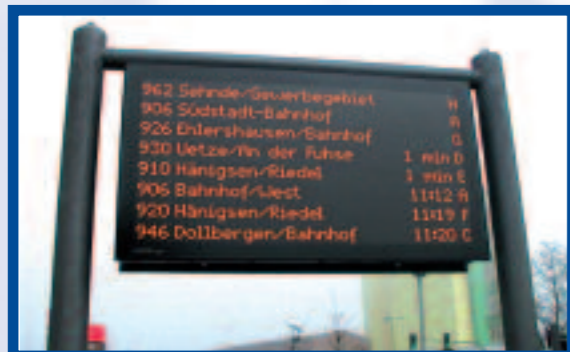 962 Sehnde/Gewerbegebiet H
906 Südstadt-Bahnhof A
926 Ehlershausen/Bahnhof G
930 Uetze/An der Fuhse 1 min D
910 Hänigsen/Riedel 1 min E
906 Bahnhof/West 11:12 A
920 Hänigsen/Riedel 11:19 F
946 Dollbergen/Bahnhof 11:20 C